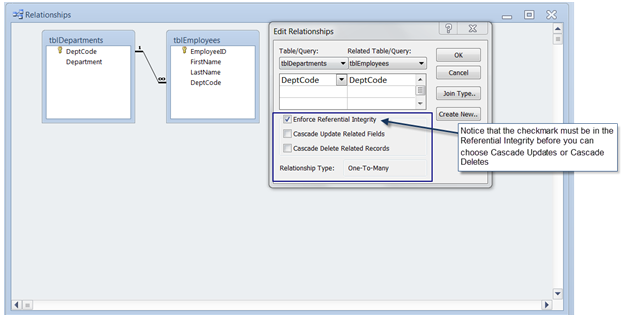 Relationships
tblDepartments
DeptCode
Department
1
∞
tblEmployees
EmployeeID
FirstName
LastName
DeptCode
Edit Relationships
?
Table/Query:
Related Table/Query:
tblDepartments
tblEmployees
DeptCode
DeptCode
OK
Cancel
Join Type..
Create New..
Enforce Referential Integrity
Cascade Update Related Fields
Cascade Delete Related Records
Relationship Type:
One-To-Many
Notice that the checkmark must be in the
Referential Integrity before you can
choose Cascade Updates or Cascade
Deletes